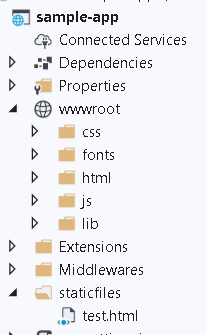 sample-app
Connected Services
Dependencies
Properties
wwwroot
css
fonts
html
js
lib
Extensions
Middlewares
staticfiles
test.html